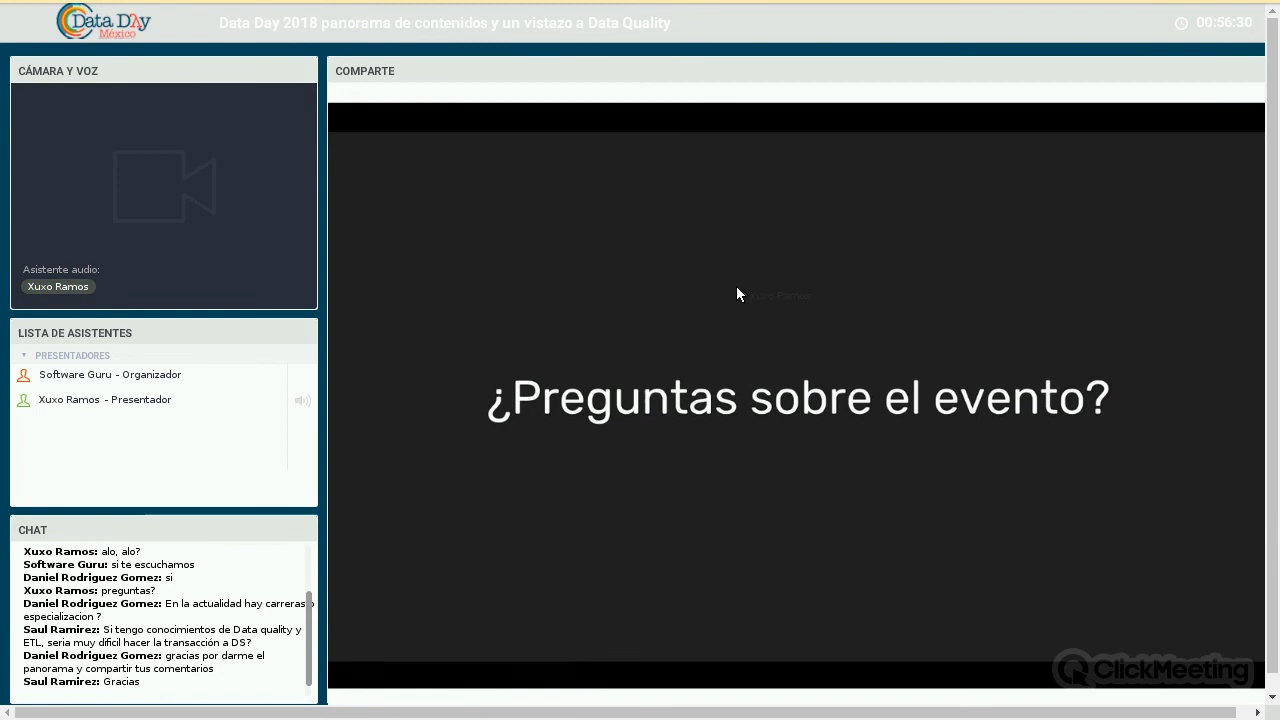 Data Day
México
Data Day 2018 panorama de contenidos y un vistazo a Data Quality
00:56:30
CÁMARA Y VOZ
Asistente audio:
Xuxo Ramos
LISTA DE ASISTENTES
PRESENTADORES
Software Guru - Organizador
Xuxo Ramos - Presentador
CHAT
Xuxo Ramos: alo, alo?
Software Guru: si te escuchamos
Daniel Rodriguez Gomez: si
Xuxo Ramos: preguntas?
Daniel Rodriguez Gomez: En la actualidad hay carreras o
especializacion ?
Saul Ramirez: Si tengo conocimientos de Data quality y
ETL, seria muy dificil hacer la transacción a DS?
Daniel Rodriguez Gomez: gracias por darme el
panorama y compartir tus comentarios
Saul Ramirez: Gracias
COMPARTE
Xuxo Ramos
¿Preguntas sobre el evento?
ClickMeeting